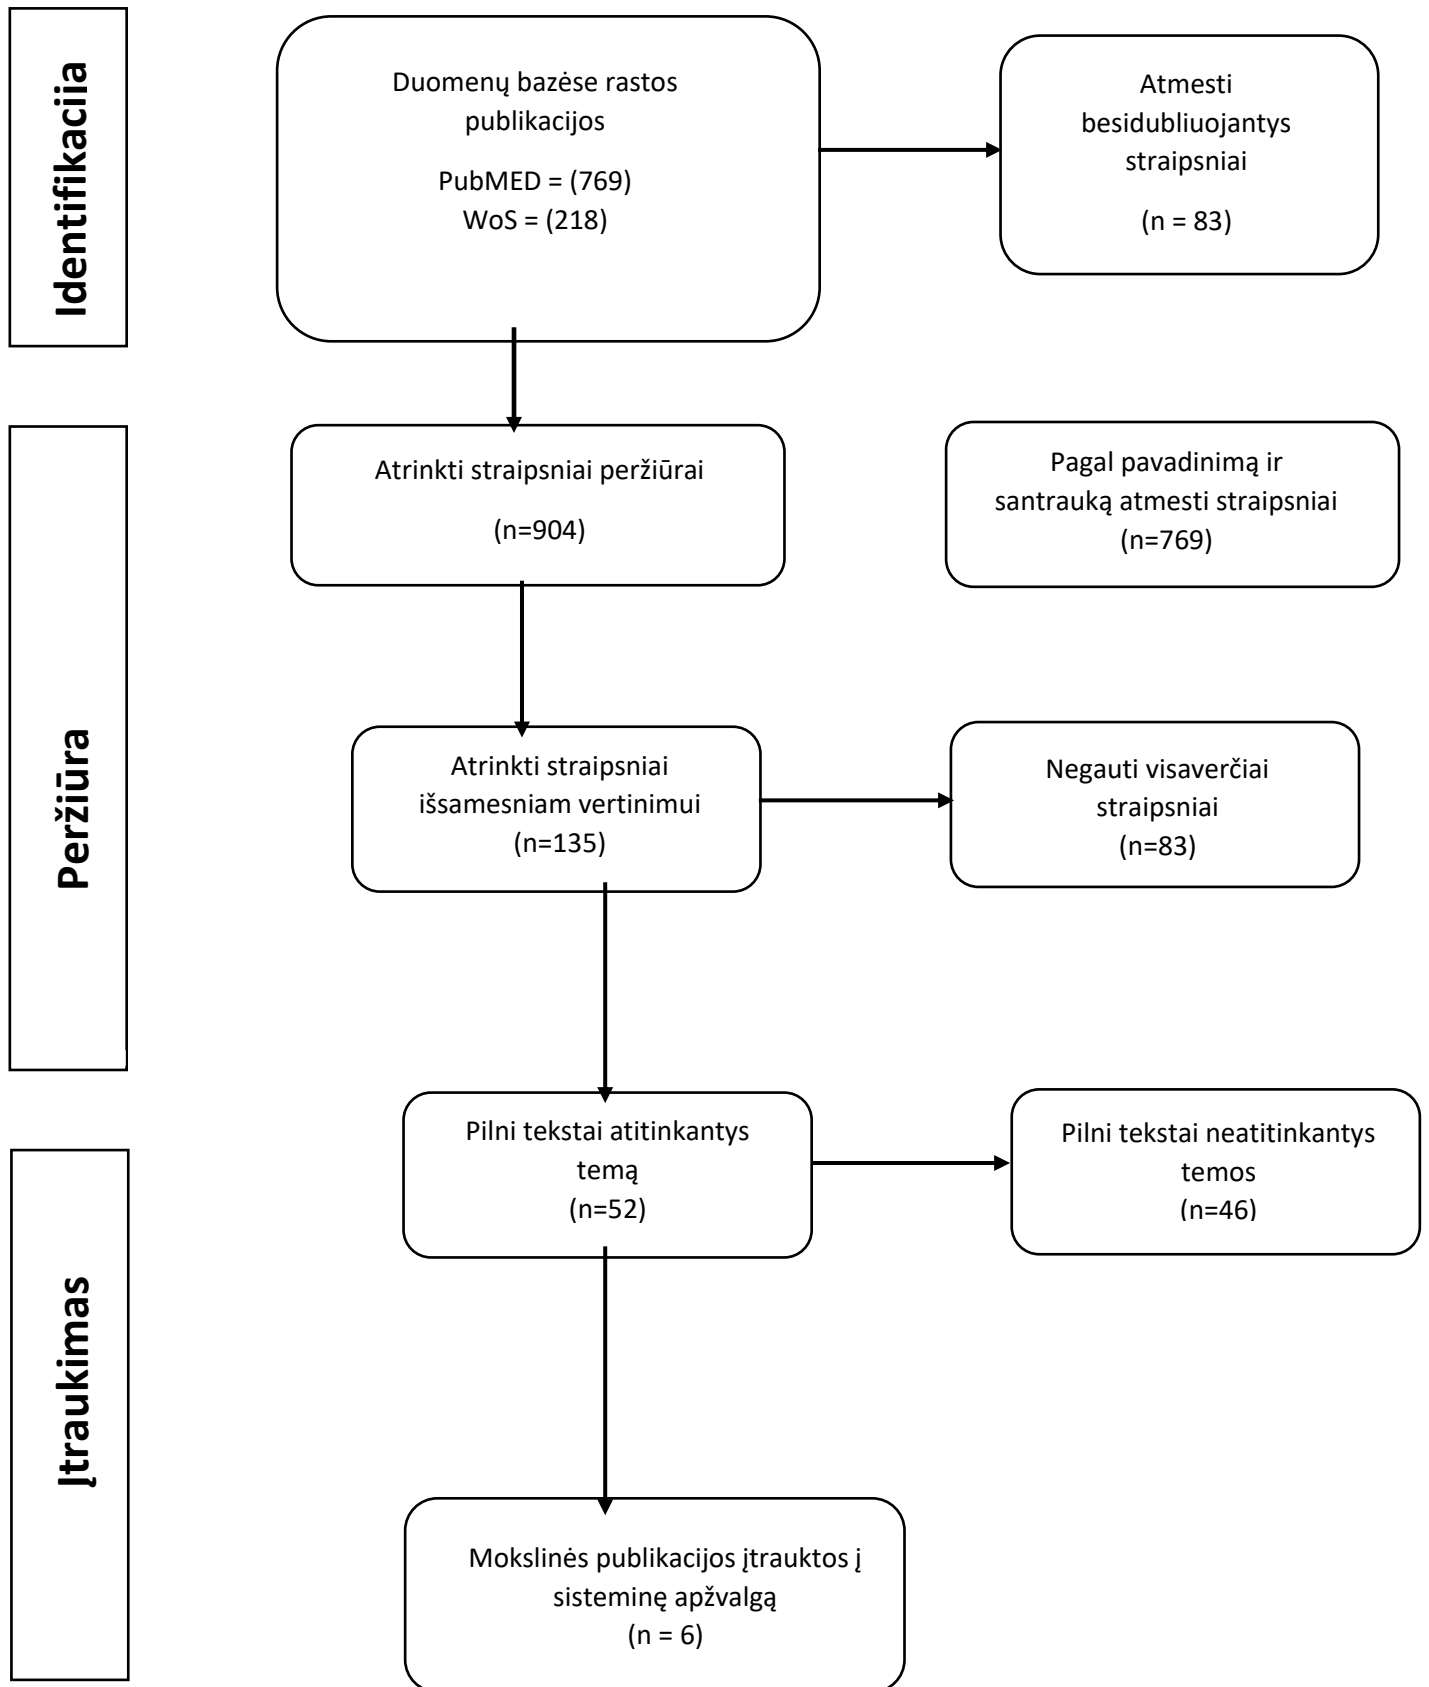 Identifikacija
Duomenų bazėse rastos
publikacijos
PubMED = (769)
WoS = (218)
Atmesti
besidubliuojantys
straipsniai
(n = 83)
Peržiūra
Atrinkti straipsniai peržiūrai
(n=904)
Pagal pavadinimą ir
santrauką atmesti straipsniai
(n=769)
Atrinkti straipsniai
išsamesniam vertinimui
(n=135)
Negauti visaverčiai
straipsniai
(n=83)
Įtraukimas
Pilni tekstai atitinkantys
temą
(n=52)
Pilni tekstai neatitinkantys
temos
(n=46)
Mokslinės publikacijos įtrauktos į
sisteminę apžvalgą
(n = 6)